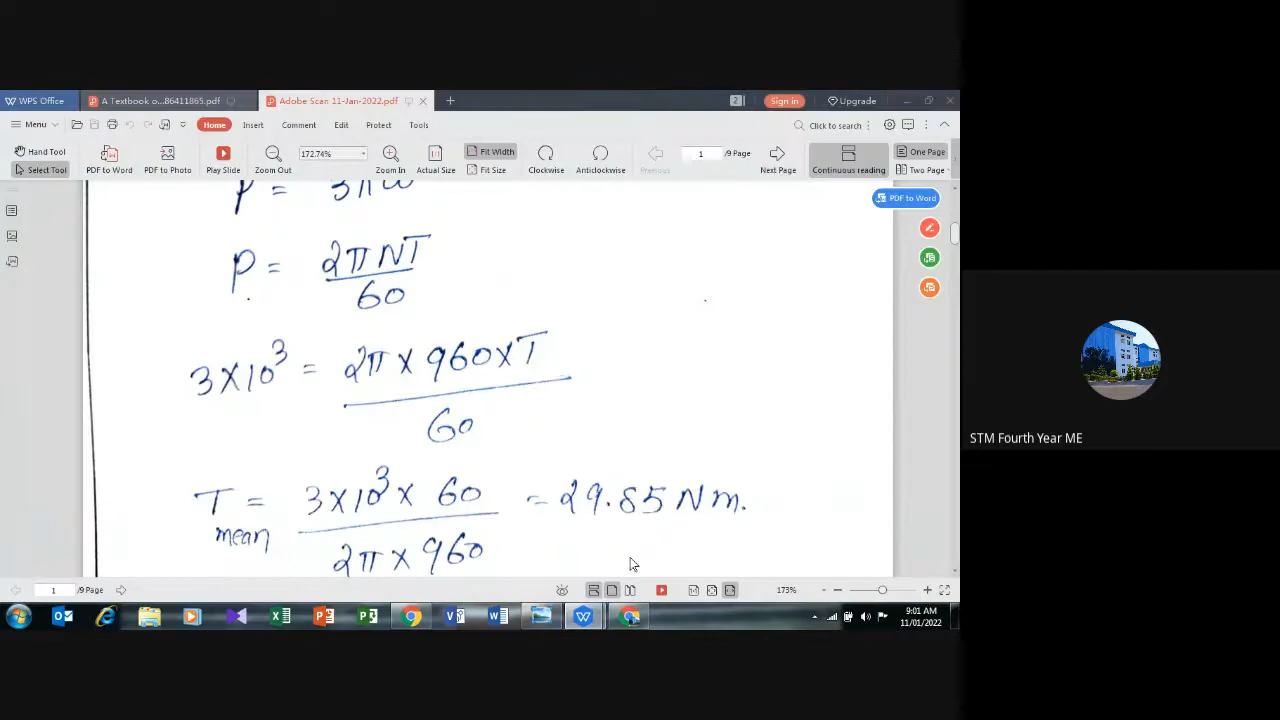 WPS Office
A Textbook o...86411865.pdf
Adobe Scan 11-Jan-2022.pdf
2
Sign in
Upgrade
Menu
Home
Insert
Comment
Edit
Protect
Tools
Click to search
Hand Tool
Select Tool
PDF to Word
PDF to Photo
Play Slide
Zoom Out
172.74%
Zoom In
Actual Size
Fit Width
Fit Size
Clockwise
Anticlockwise
Previous
1 /9 Page
Next Page
Continuous reading
One Page
Two Page
PDF to Word
P = 2πNT / 60
3×10³ = 2π × 960 × T / 60
T mean = 3×10³ × 60 / 2π × 960 = 29.85 Nm.
STM Fourth Year ME
1 /9 Page
173%
9:01 AM
11/01/2022